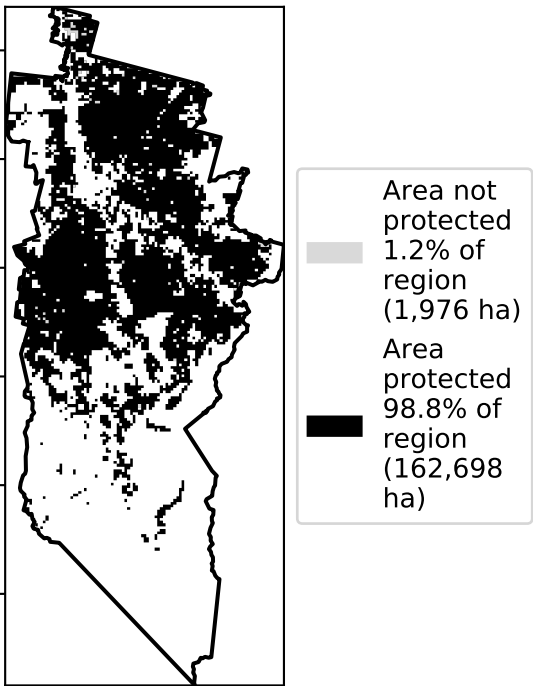 Area not
protected
1.2% of
region
(1,976 ha)
Area
protected
98.8% of
region
(162,698
ha)